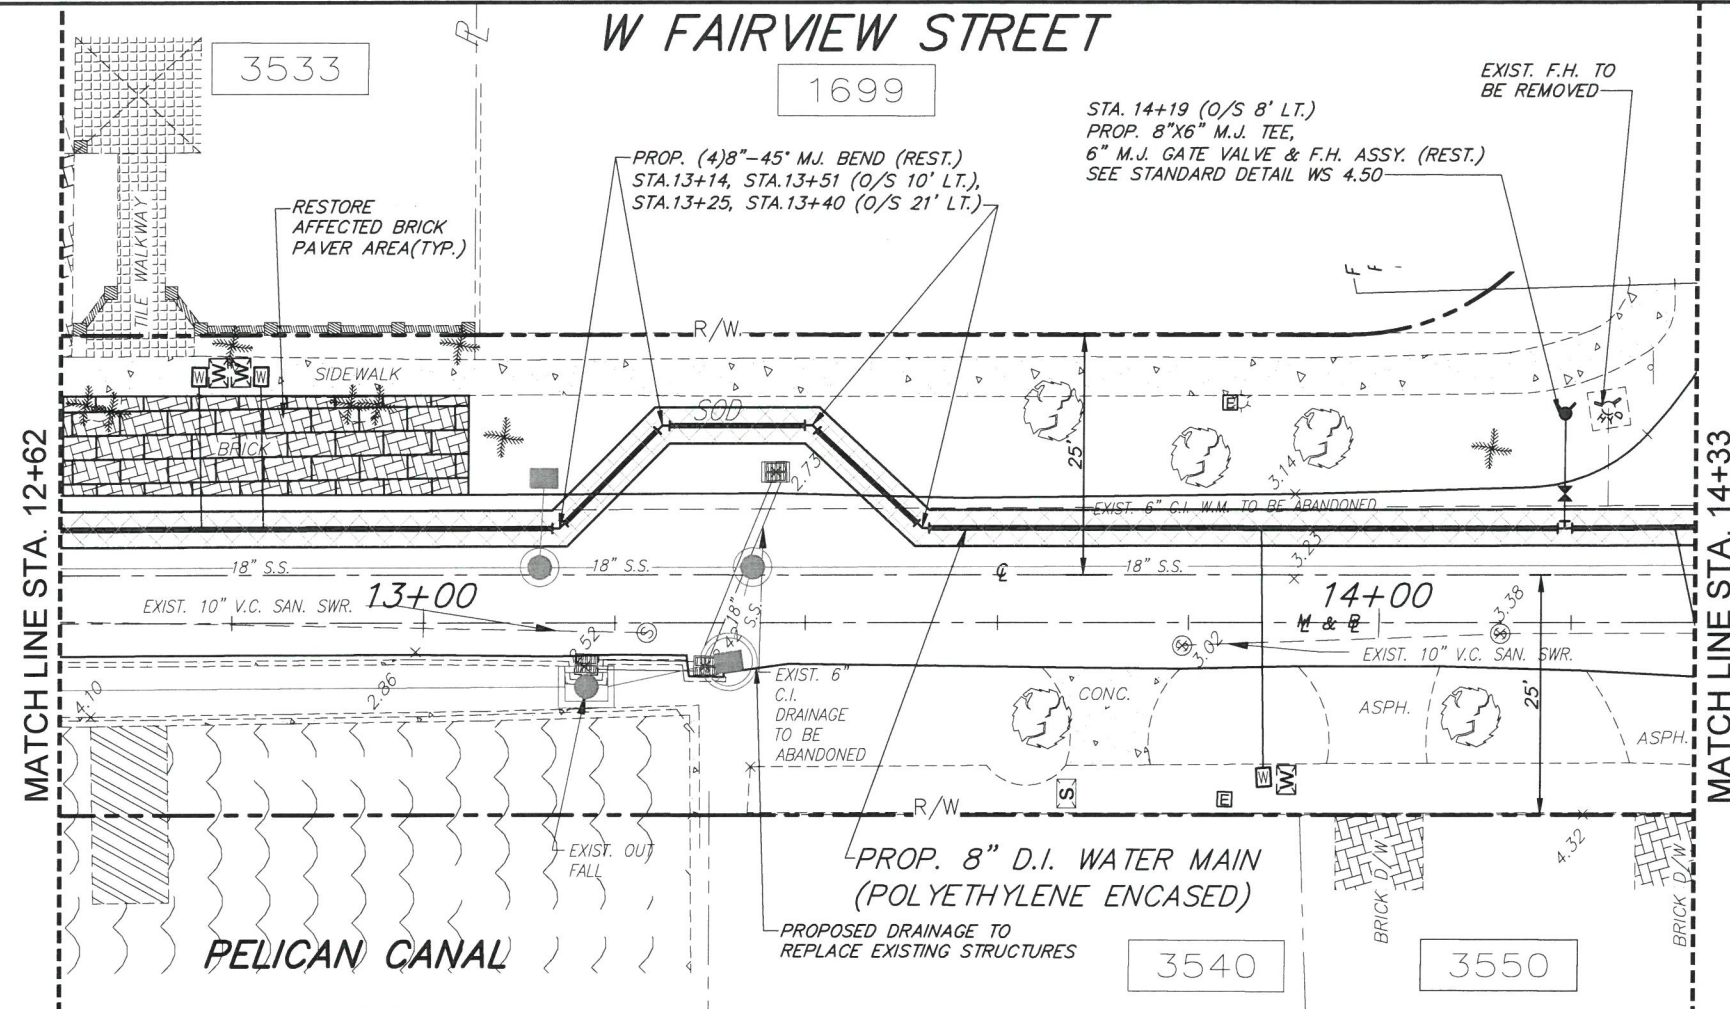 W FAIRVIEW STREET
3533
1699
EXIST. F.H. TO
BE REMOVED
STA. 14+19 (O/S 8' LT.)
PROP. 8"X6" M.J. TEE,
6" M.J. GATE VALVE & F.H. ASSY. (REST.)
SEE STANDARD DETAIL WS 4.50
PROP. (4)8"-45° MJ. BEND (REST.)
STA.13+14, STA.13+51 (O/S 10' LT.),
STA.13+25, STA.13+40 (O/S 21' LT.)
RESTORE
AFFECTED BRICK
PAVER AREA(TYP.)
TILE WALKWAY
R/W
SIDEWALK
W
W
W
W
SOD
E
BRICK
25'
2.73
3.14
EXIST. 6" C.I. W.M. TO BE ABANDONED
3.23
18" S.S.
18" S.S.
18" S.S.
MATCH LINE STA. 12+62
MATCH LINE STA. 14+33
EXIST. 10" V.C. SAN. SWR.
13+00
14+00
3.38
S
18"
S.S.
3.02
EXIST. 10" V.C. SAN. SWR.
4.10
2.86
EXIST. 6"
C.I.
DRAINAGE
TO BE
ABANDONED
CONC.
ASPH.
25'
ASPH.
S
E
W
W
R/W
EXIST. OUT
FALL
PROP. 8" D.I. WATER MAIN
(POLYETHYLENE ENCASED)
4.32
BRICK D/W
BRICK D/W
PROPOSED DRAINAGE TO
REPLACE EXISTING STRUCTURES
PELICAN CANAL
3540
3550